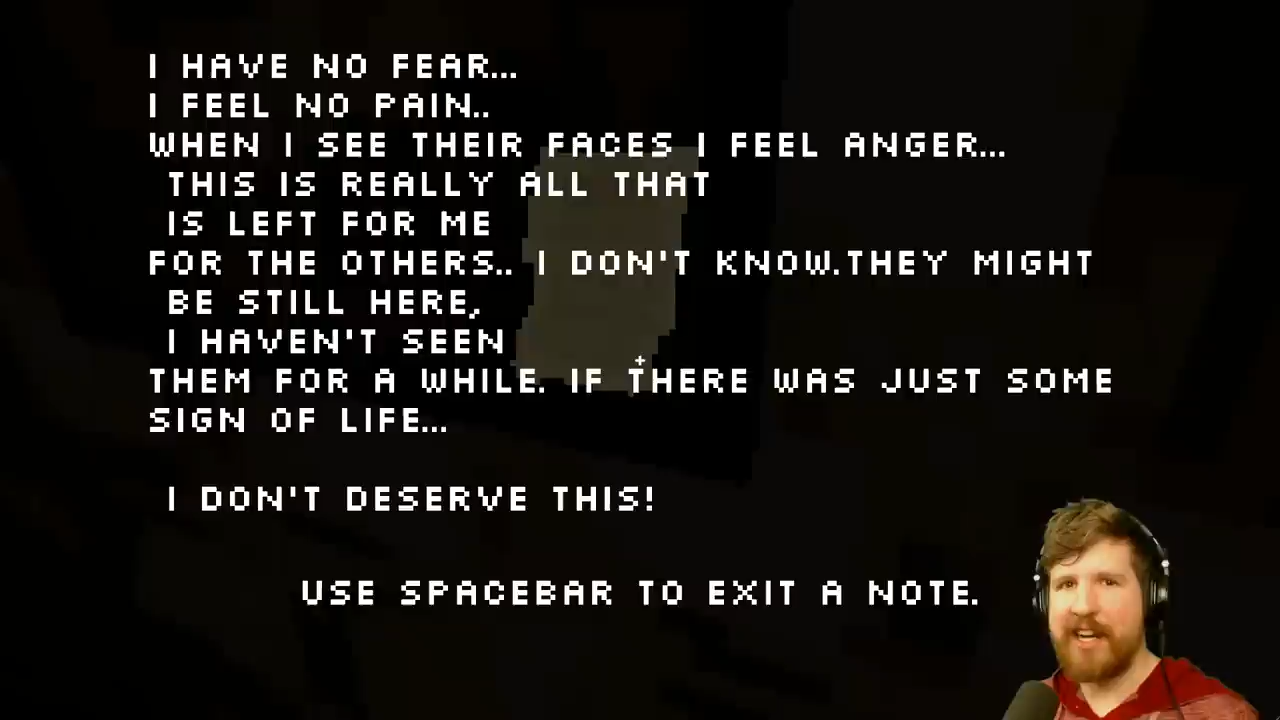 I HAVE NO FEAR...
I FEEL NO PAIN..
WHEN I SEE THEIR FACES I FEEL ANGER...
THIS IS REALLY ALL THAT
IS LEFT FOR ME
FOR THE OTHERS.. I DON'T KNOW.THEY MIGHT
BE STILL HERE,
I HAVEN'T SEEN
THEM FOR A WHILE. IF THERE WAS JUST SOME
SIGN OF LIFE...
I DON'T DESERVE THIS!
USE SPACEBAR TO EXIT A NOTE.